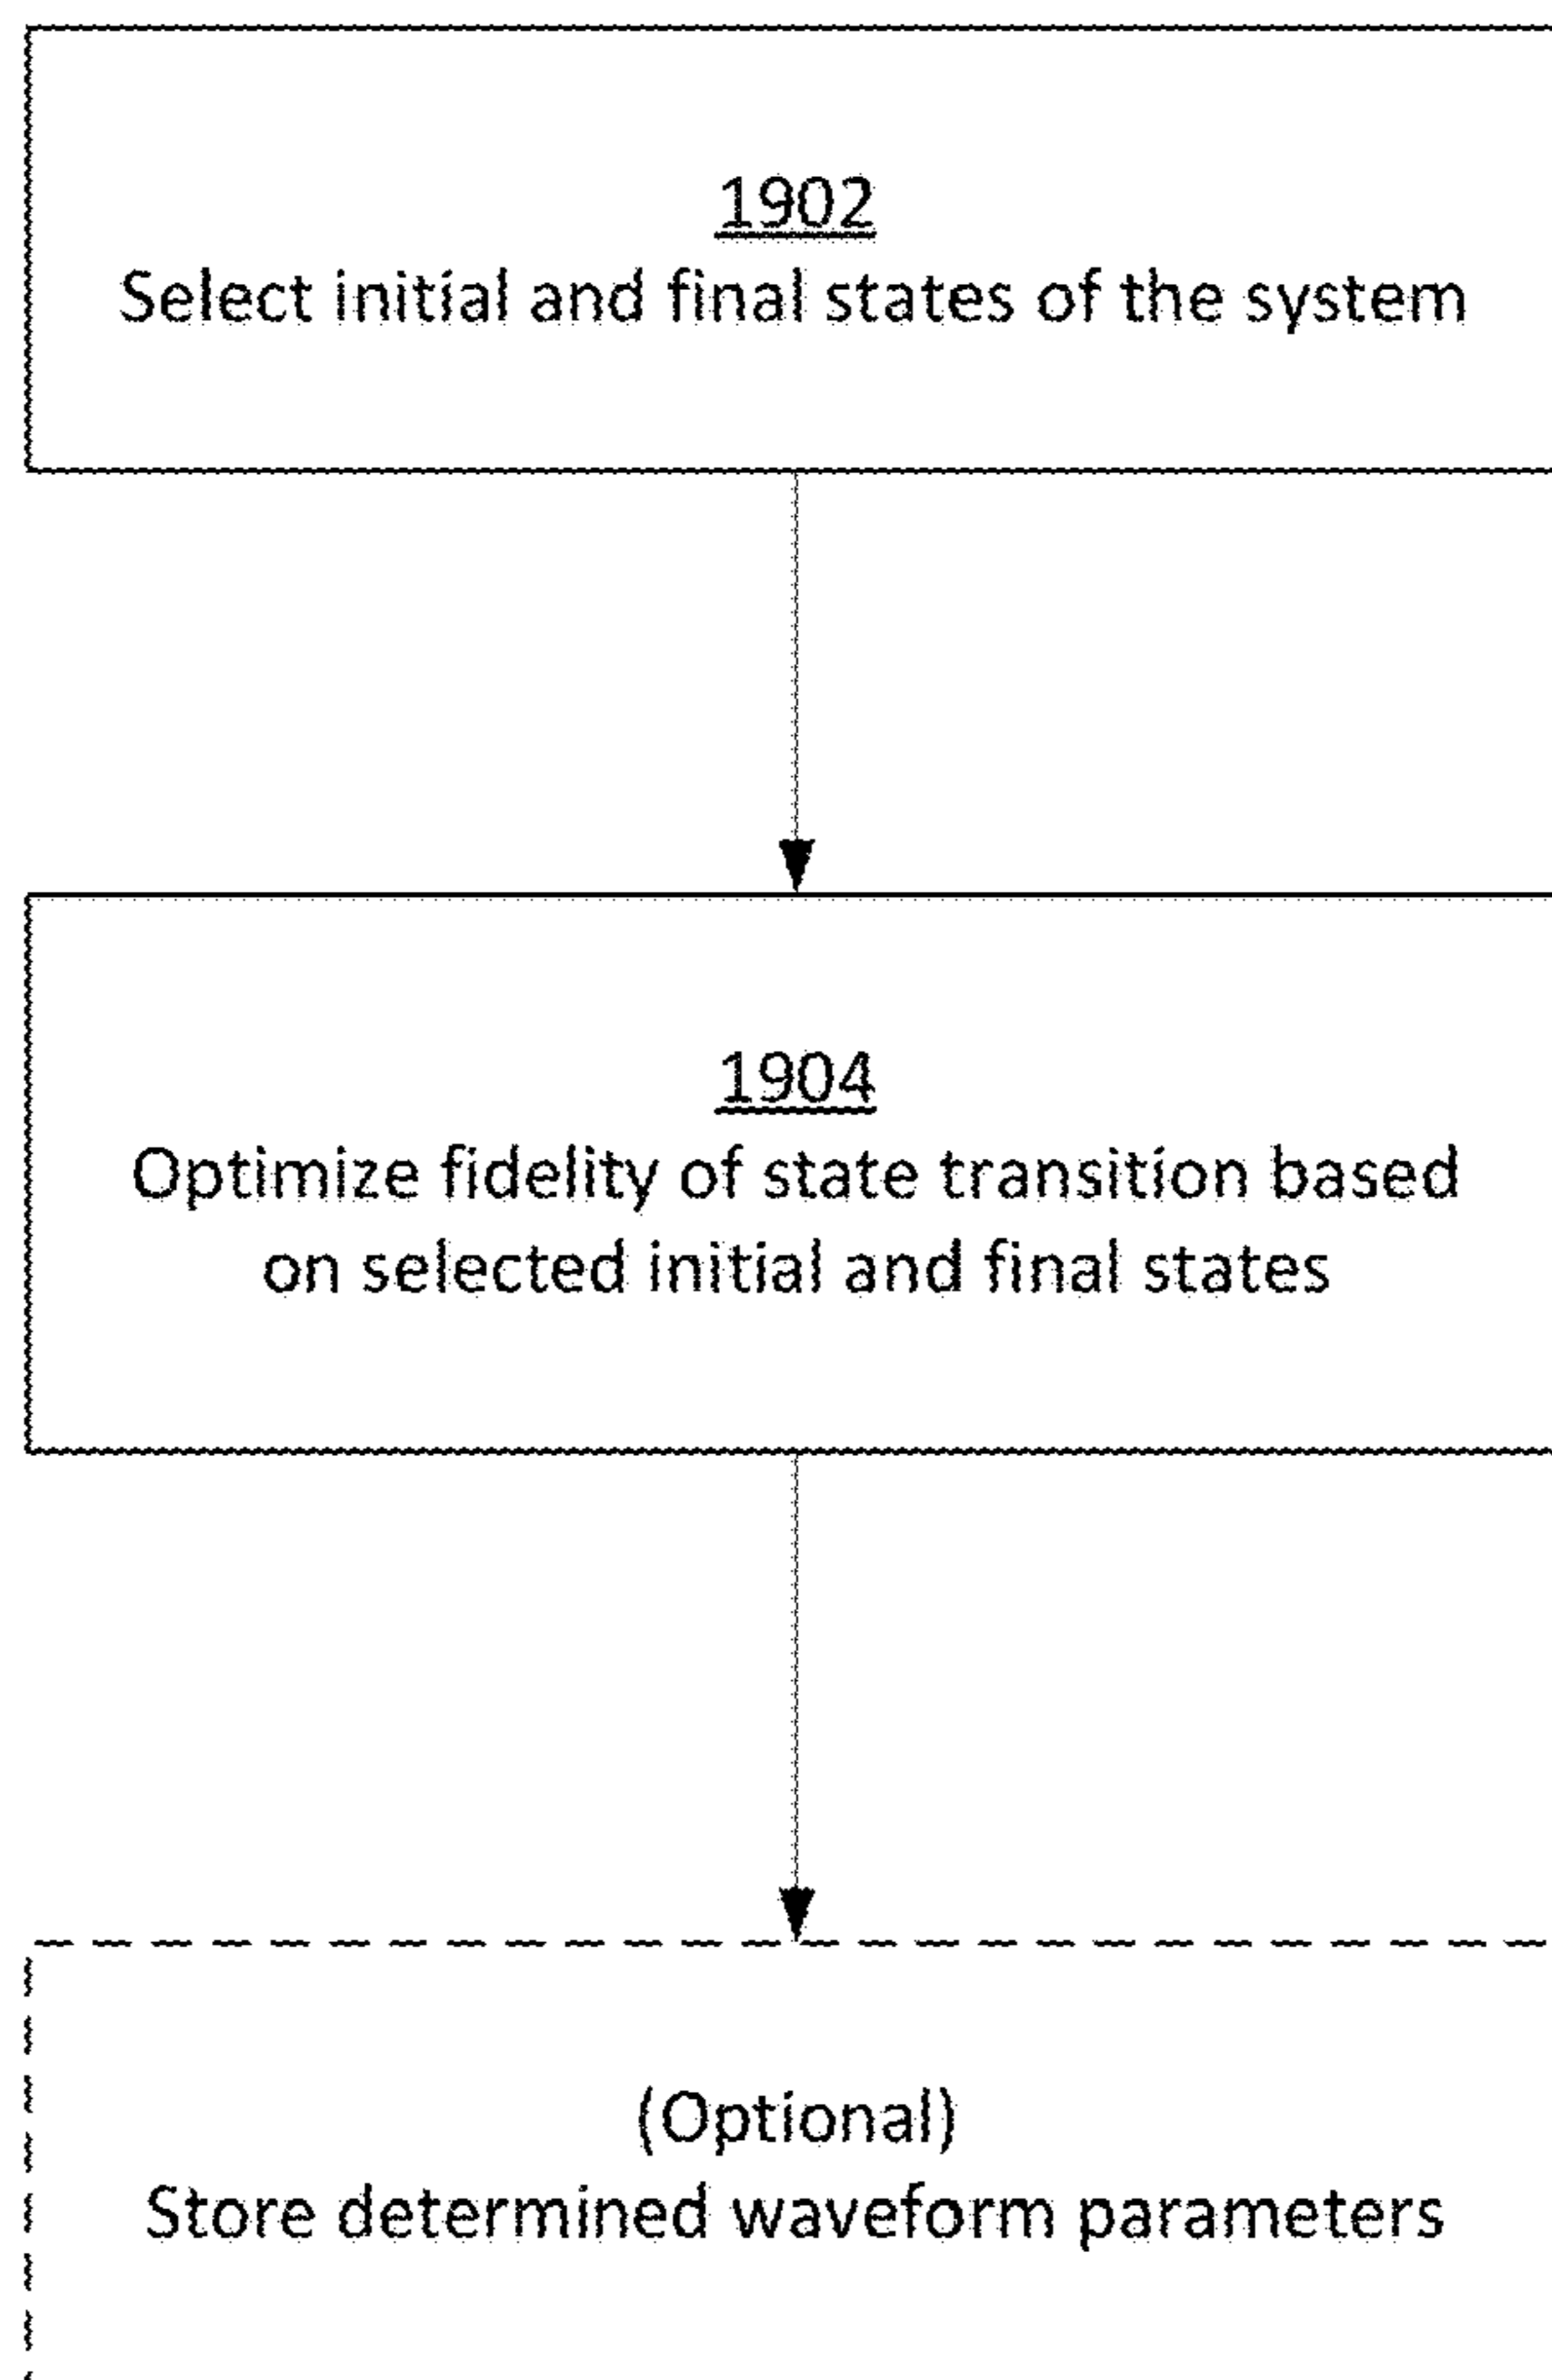 1902
Select initial and final states of the system
1904
Optimize fidelity of state transition based
on selected initial and final states
(Optional)
Store determined waveform parameters